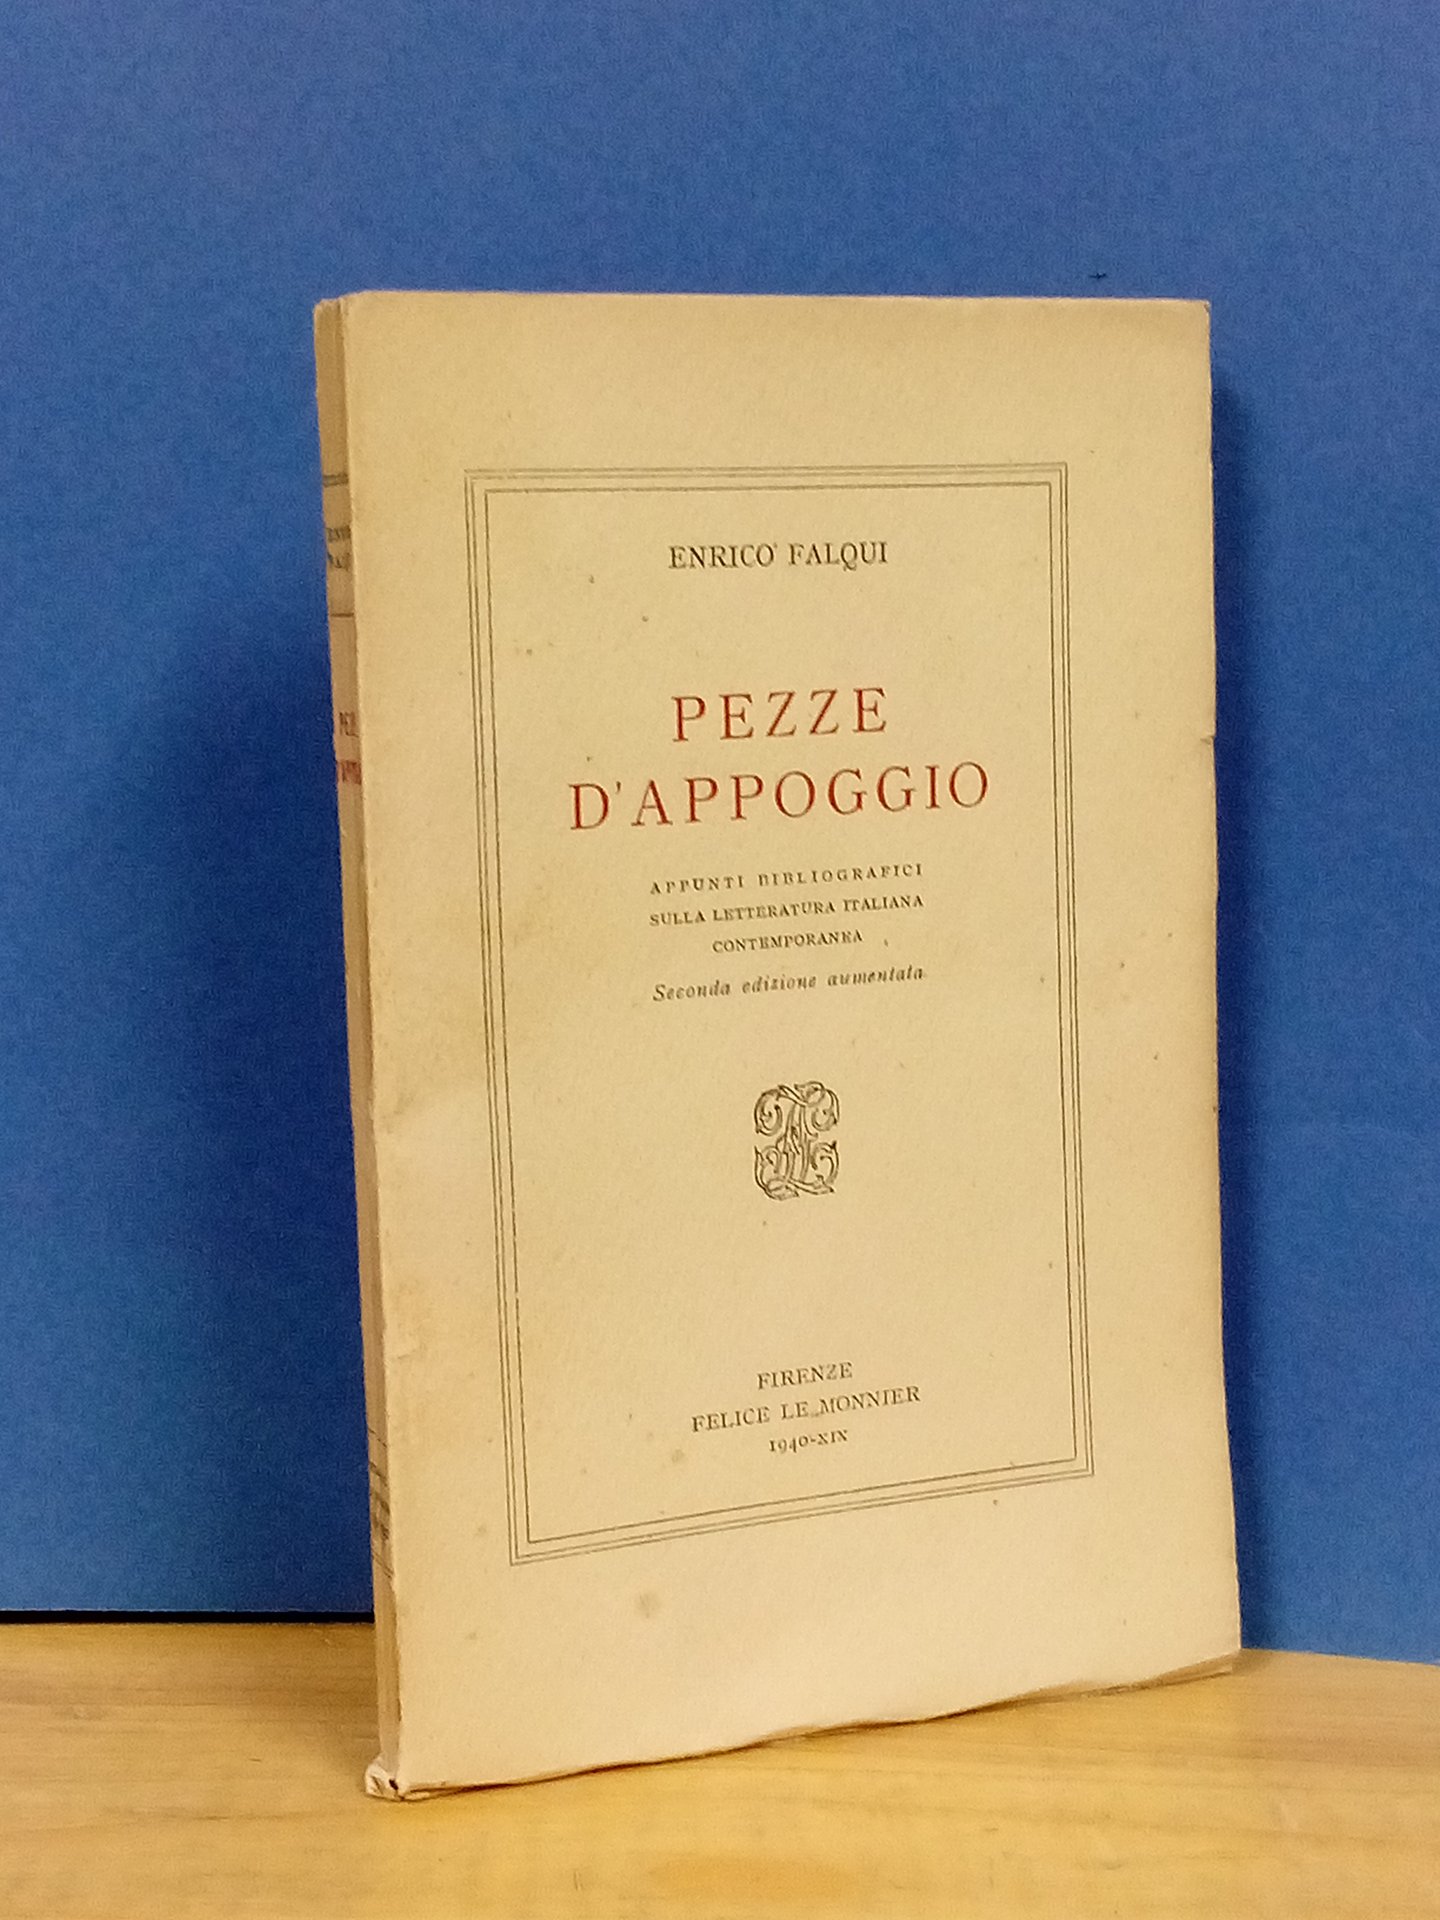 ENRICO FALQUI
PEZZE
D'APPOGGIO
APPUNTI BIBLIOGRAFICI
SULLA LETTERATURA ITALIANA
CONTEMPORANEA
Seconda edizione aumentata
FIRENZE
FELICE LE MONNIER
1940-XIX